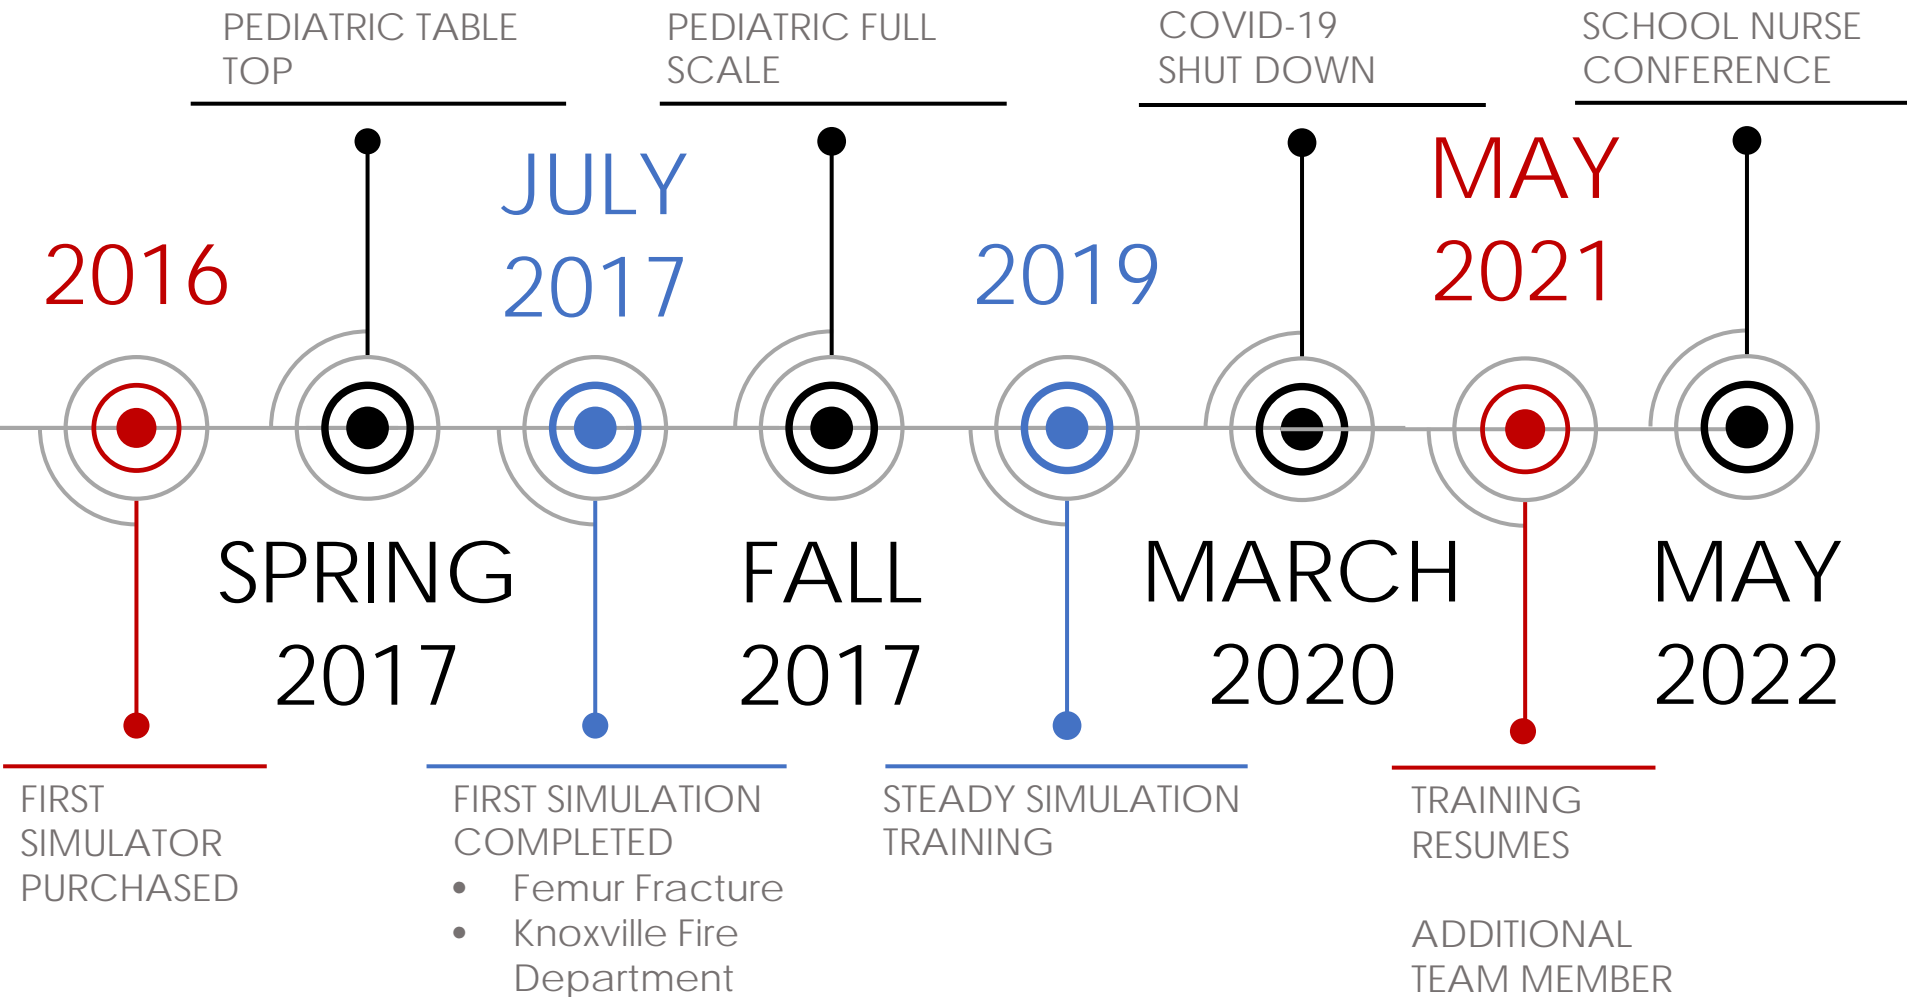 PEDIATRIC TABLE
TOP
PEDIATRIC FULL
SCALE
COVID-19
SHUT DOWN
SCHOOL NURSE
CONFERENCE
2016
JULY
2017
2019
MAY
2021
SPRING
2017
FALL
2017
MARCH
2020
MAY
2022
FIRST
SIMULATOR
PURCHASED
FIRST SIMULATION
COMPLETED
• Femur Fracture
• Knoxville Fire
Department
STEADY SIMULATION
TRAINING
TRAINING
RESUMES
ADDITIONAL
TEAM MEMBER